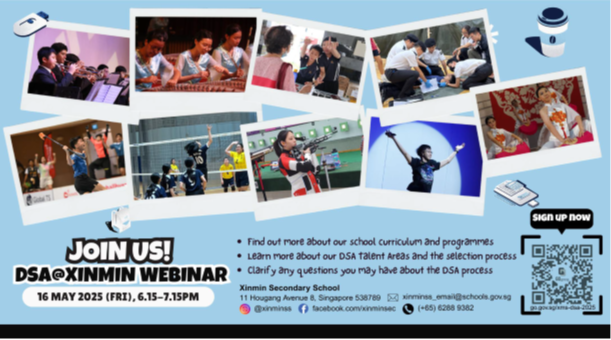 SIGN UP NOW
JOIN US!
DSA@XINMIN WEBINAR
16 MAY 2025 (FRI), 6.15-7.15PM
• Find out more about our school curriculum and programmes
• Learn more about our DSA Talent Areas and the selection process
• Clarify any questions you may have about the DSA process
Xinmin Secondary School
11 Hougang Avenue 8, Singapore 538789 xinminss_email@schools.gov.sg
@xinminss facebook.com/xinminsec (+65) 6288 9382